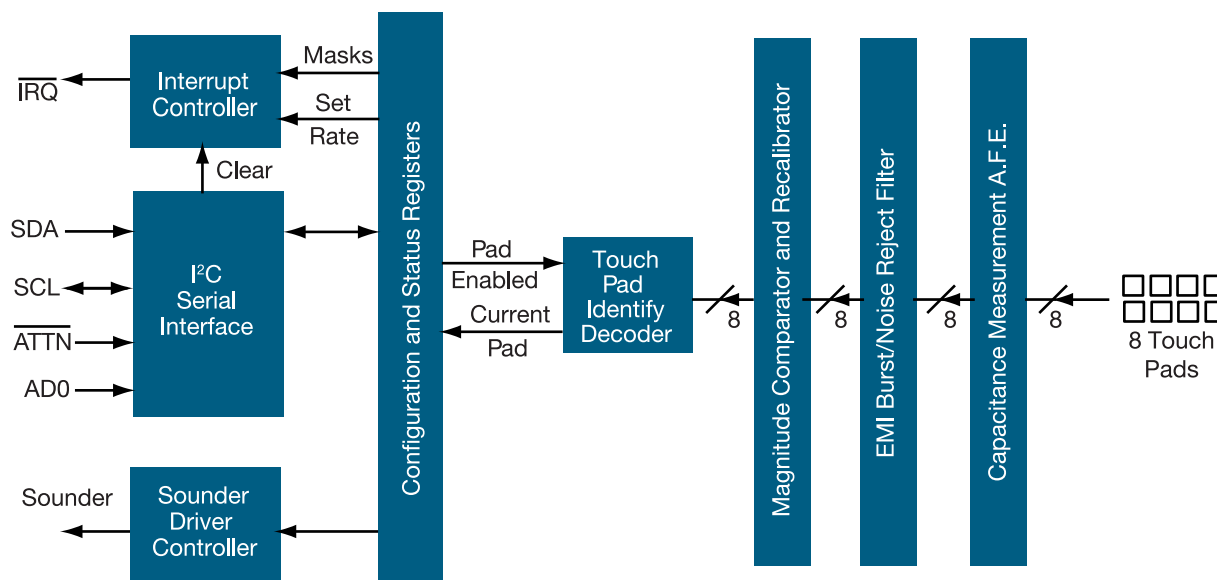 IRQ
Interrupt
Controller
Masks
Set
Rate
Clear
SDA
SCL
ATTN
AD0
I²C
Serial
Interface
Sounder
Sounder
Driver
Controller
Configuration and Status Registers
Pad
Enabled
Current
Pad
Touch
Pad
Identify
Decoder
8
Magnitude Comparator and Recalibrator
8
EMI Burst/Noise Reject Filter
8
Capacitance Measurement A.F.E.
8
8 Touch
Pads